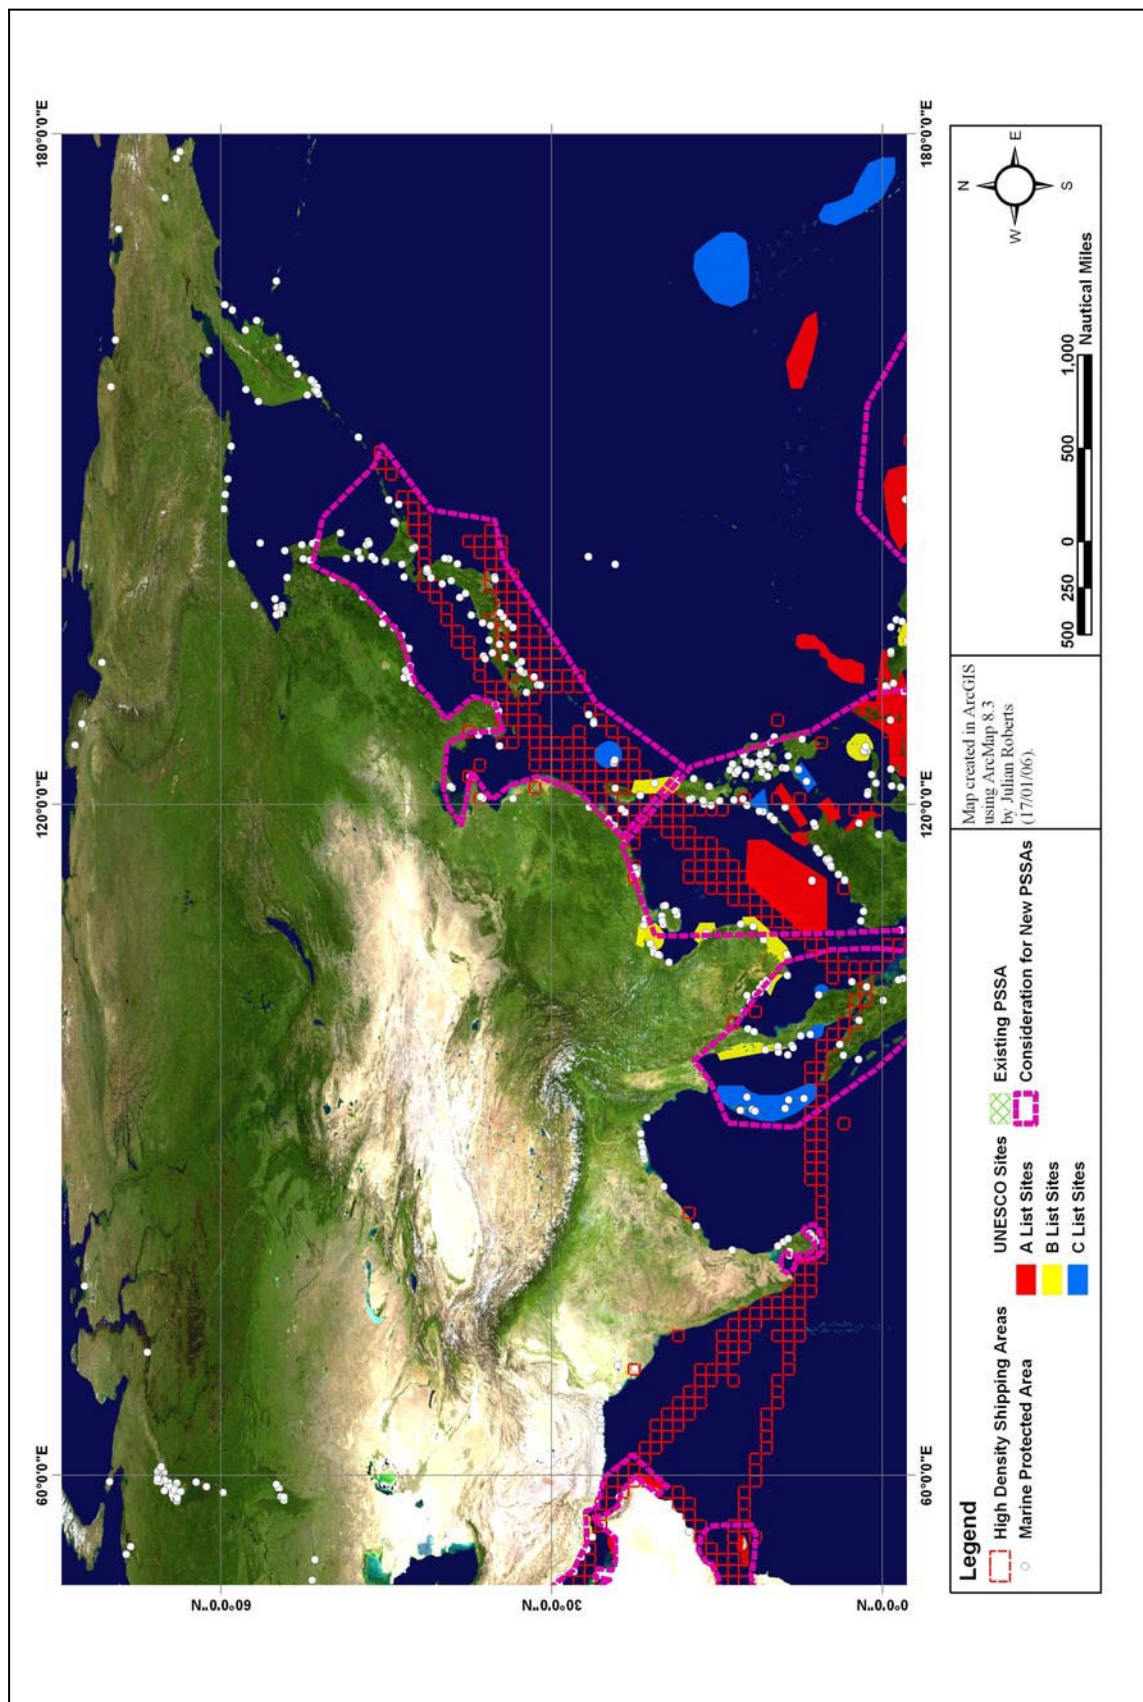 60°0'0"E
120°0'0"E
180°0'0"E
60°0'0"N
30°0'0"N
0°0'0"
60°0'0"E
120°0'0"E
180°0'0"E
Legend
High Density Shipping Areas
Marine Protected Area
UNESCO Sites
A List Sites
B List Sites
C List Sites
Existing PSSA
Consideration for New PSSAs
Map created in ArcGIS
using ArcMap 8.3
by Julian Roberts
(17/01/06).
500 250 0 500 1,000
Nautical Miles
N
W
E
S